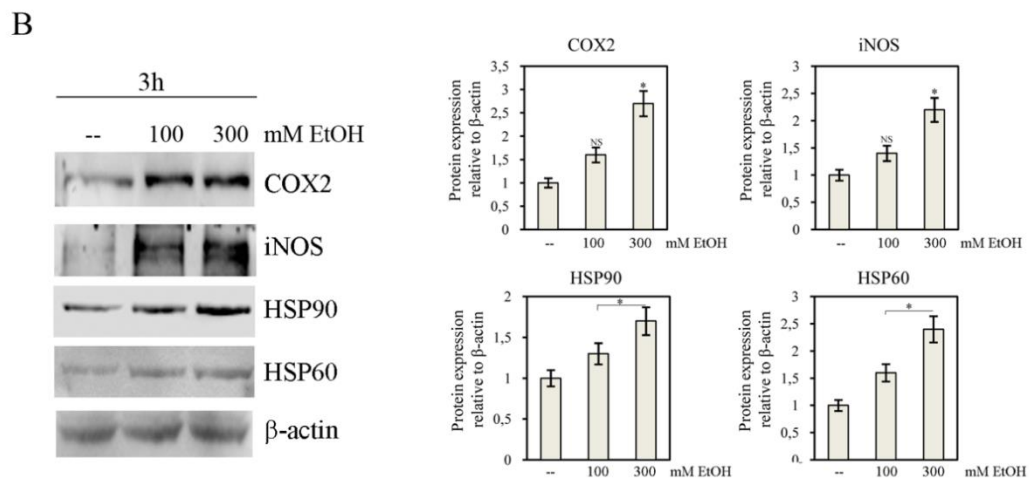 B
3h
-- 100 300 mM EtOH
COX2
iNOS
HSP90
HSP60
β-actin
COX2
Protein expression
relative to β-actin
3,5
3
2,5
2
1,5
1
0,5
0
NS
*
-- 100 300 mM EtOH
iNOS
Protein expression
relative to β-actin
3
2,5
2
1,5
1
0,5
0
NS
*
-- 100 300 mM EtOH
HSP90
Protein expression
relative to β-actin
2
1,5
1
0,5
0
*
-- 100 300 mM EtOH
HSP60
Protein expression
relative to β-actin
3
2,5
2
1,5
1
0,5
0,
*
-- 100 300 mM EtOH